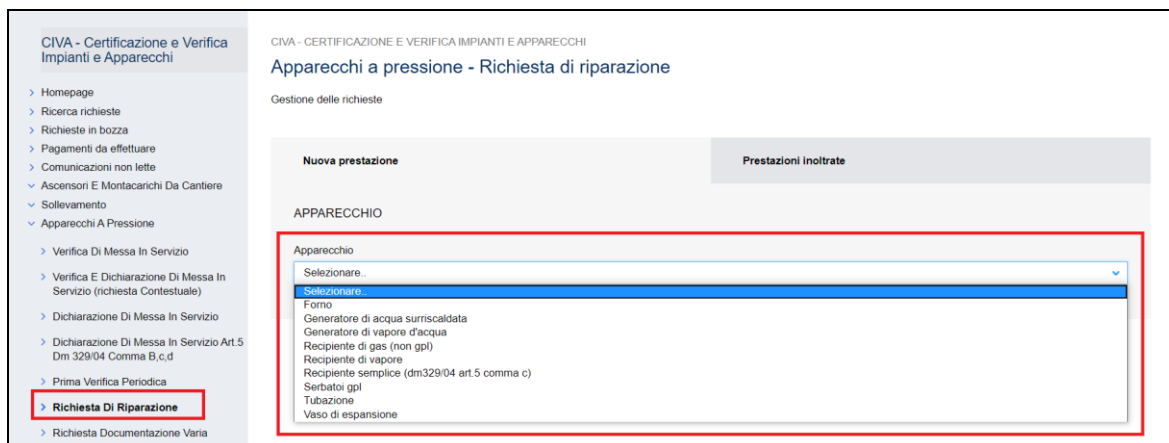 CIVA - Certificazione e Verifica
Impianti e Apparecchi
Homepage
Ricerca richieste
Richieste in bozza
Pagamenti da effettuare
Comunicazioni non lette
Ascensori E Montacarichi Da Cantiere
Sollevamento
Apparecchi A Pressione
Verifica Di Messa In Servizio
Verifica E Dichiarazione Di Messa In
Servizio (richiesta Contestuale)
Dichiarazione Di Messa In Servizio
Dichiarazione Di Messa In Servizio Art.5
Dm 329/04 Comma B,c,d
Prima Verifica Periodica
Richiesta Di Riparazione
Richiesta Documentazione Varia
CIVA - CERTIFICAZIONE E VERIFICA IMPIANTI E APPARECCHI
Apparecchi a pressione - Richiesta di riparazione
Gestione delle richieste
Nuova prestazione
Prestazioni inoltrate
APPARECCHIO
Apparecchio
Selezionare..
Selezionare..
Forno
Generatore di acqua surriscaldata
Generatore di vapore d'acqua
Recipiente di gas (non gpl)
Recipiente di vapore
Recipiente semplice (dm329/04 art.5 comma c)
Serbatoi gpl
Tubazione
Vaso di espansione